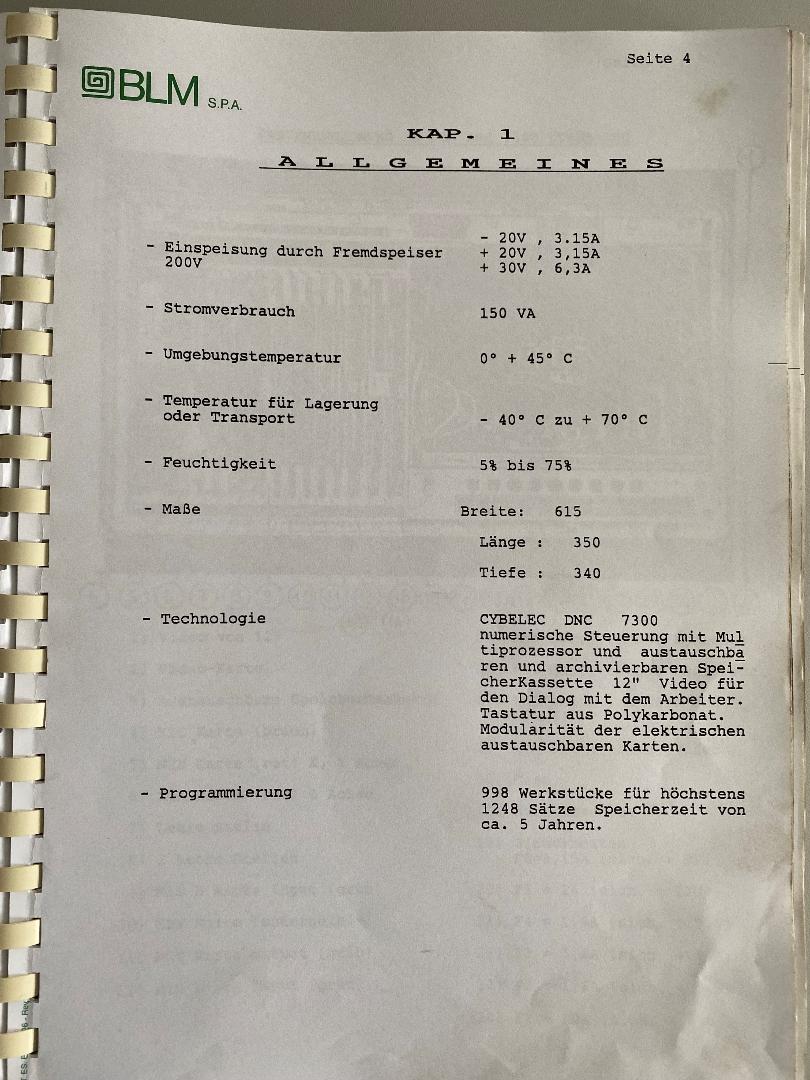 Seite 4
BLM S.P.A.
KAP. 1
ALLGEMEINES
- Einspeisung durch Fremdspeiser
200V
- 20V , 3.15A
+ 20V , 3,15A
+ 30V , 6,3A
- Stromverbrauch 150 VA
- Umgebungstemperatur 0° + 45° C
- Temperatur für Lagerung
oder Transport - 40° C zu + 70° C
- Feuchtigkeit 5% bis 75%
- Maße Breite: 615
Länge : 350
Tiefe : 340
- Technologie CYBELEC DNC 7300
numerische Steuerung mit Mul
tiprozessor und austauschba
ren und archivierbaren Spei-
cherKassette 12" Video für
den Dialog mit dem Arbeiter.
Tastatur aus Polykarbonat.
Modularität der elektrischen
austauschbaren Karten.
- Programmierung 998 Werkstücke für höchstens
1248 Sätze Speicherzeit von
ca. 5 Jahren.